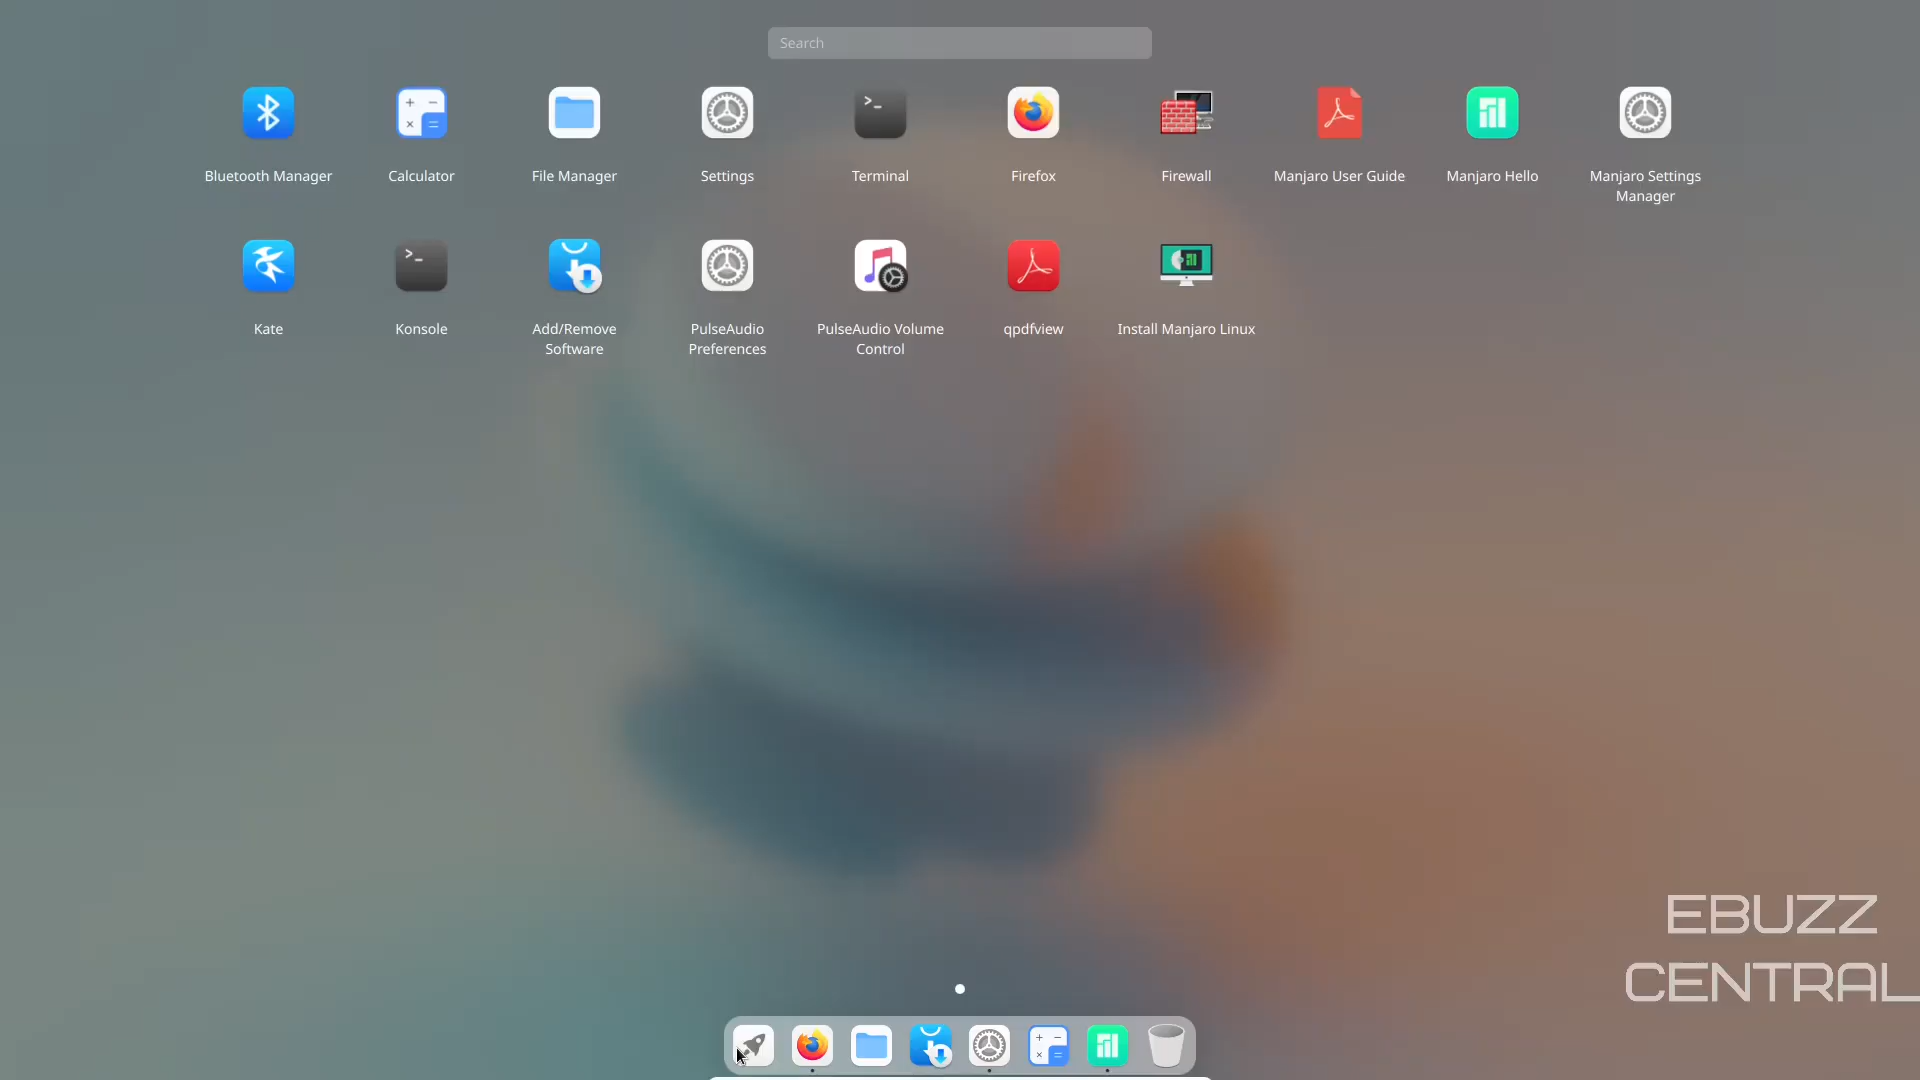 Search
Bluetooth Manager
Calculator
File Manager
Settings
Terminal
Firefox
Firewall
Manjaro User Guide
Manjaro Hello
Manjaro Settings
Manager
Kate
Konsole
Add/Remove
Software
PulseAudio
Preferences
PulseAudio Volume
Control
qpdfview
Install Manjaro Linux
EBUZZ
CENTRAL